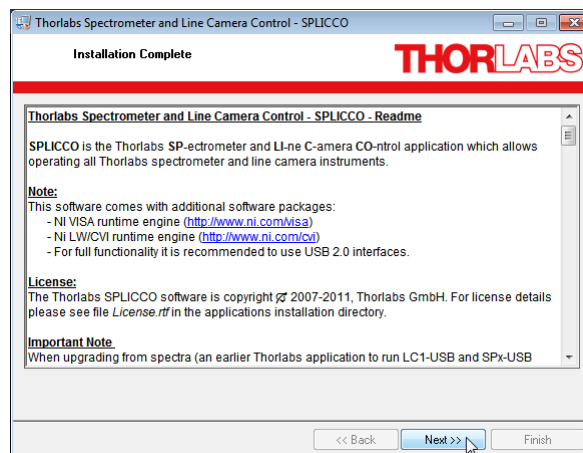 Thorlabs Spectrometer and Line Camera Control - SPLICCO
Installation Complete
THORLABS
Thorlabs Spectrometer and Line Camera Control - SPLICCO - Readme
SPLICCO is the Thorlabs SP-ectrometer and LI-ne C-amera CO-ntrol application which allows
operating all Thorlabs spectrometer and line camera instruments.
Note:
This software comes with additional software packages:
- NI VISA runtime engine (http://www.ni.com/visa)
- Ni LW/CVI runtime engine (http://www.ni.com/cvi)
- For full functionality it is recommended to use USB 2.0 interfaces.
License:
The Thorlabs SPLICCO software is copyright 2007-2011, Thorlabs GmbH. For license details
please see file License.rtf in the applications installation directory.
Important Note
When upgrading from spectra (an earlier Thorlabs application to run LC1-USB and SPx-USB
<< Back
Next >>
Finish